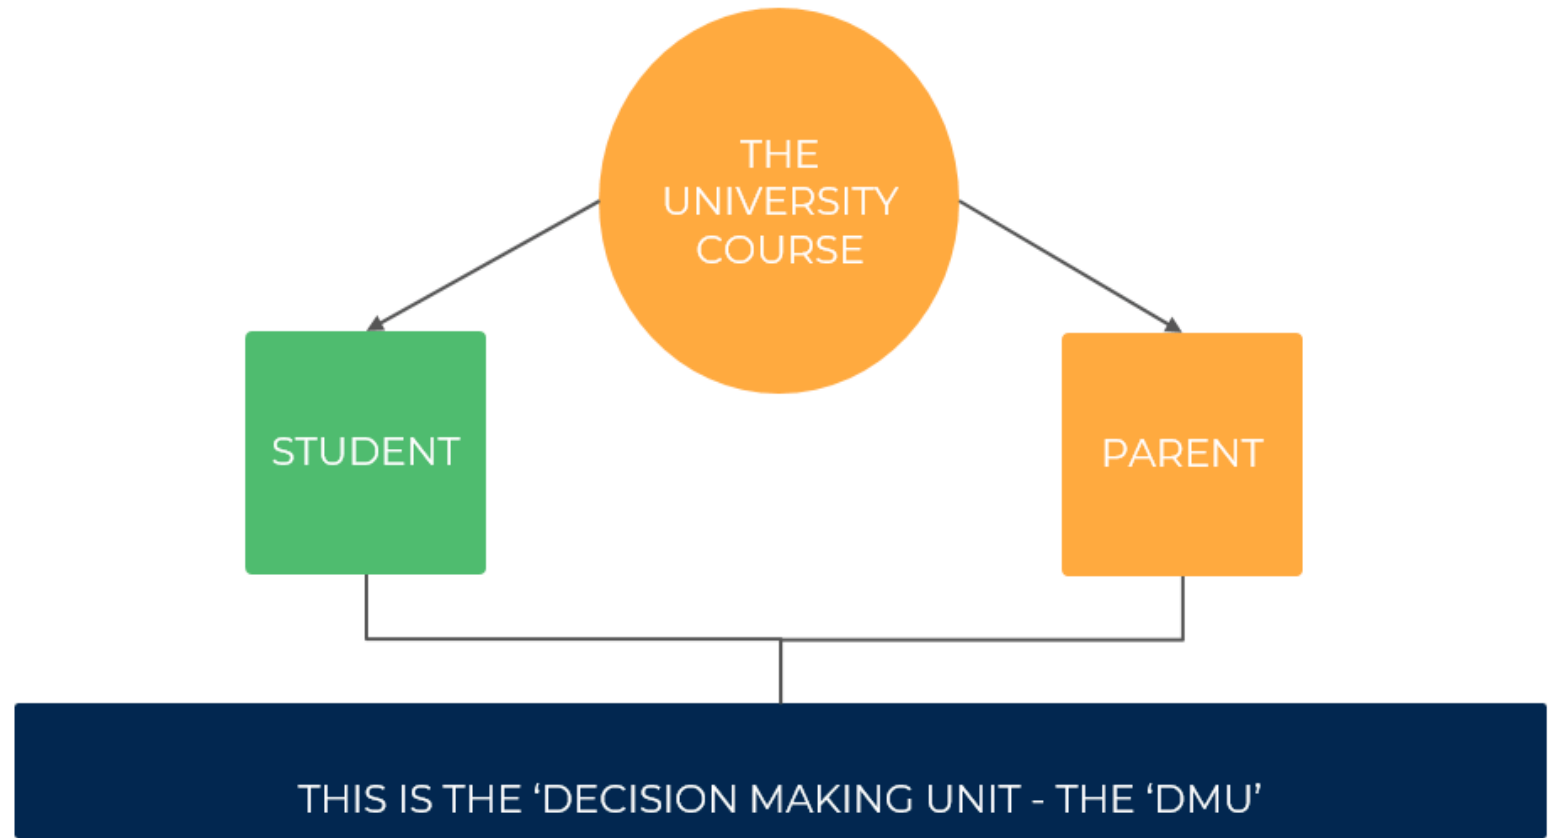 THE
UNIVERSITY
COURSE
STUDENT
PARENT
THIS IS THE ‘DECISION MAKING UNIT - THE ‘DMU’